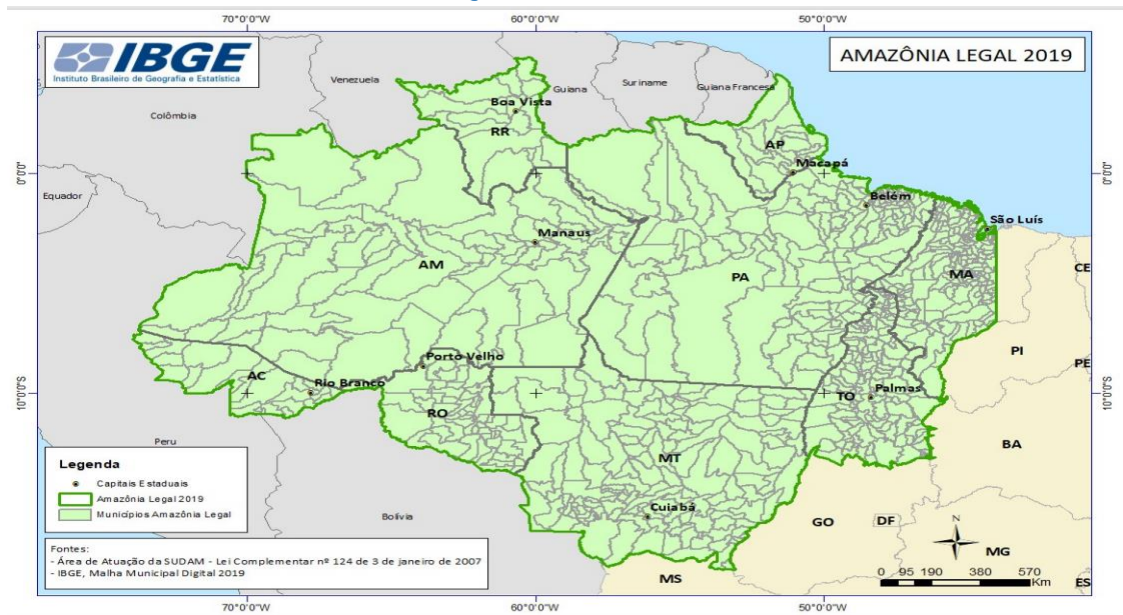 70°0'0"W 60°0'0"W 50°0'0"W
IBGE
Instituto Brasileiro de Geografia e Estatística
AMAZÔNIA LEGAL 2019
Venezuela
Guiana
Suriname
Guiana Francesa
Colômbia
Boa Vista
RR
AP
Macapá
0°0'0"
0°0'0"
Equador
Belém
São Luís
Manaus
AM
PA
MA
CE
PI
PE
Porto Velho
AC
Rio Branco
RO
TO
Palmas
10°0'0"S
10°0'0"S
Peru
BA
MT
Cuiabá
Bolívia
GO
DF
MG
MS
ES
Legenda
Capitais Estaduais
Amazônia Legal 2019
Municípios Amazônia Legal
Fontes:
- Área de Atuação da SUDAM - Lei Complementar nº 124 de 3 de janeiro de 2007
- IBGE, Malha Municipal Digital 2019
N
0 95 190 380 570
Km
70°0'0"W 60°0'0"W 50°0'0"W